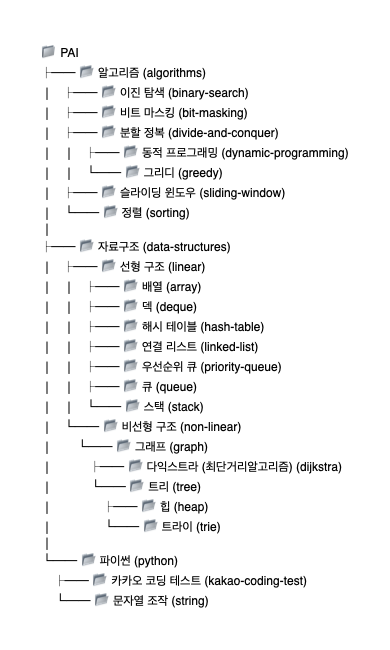 PAI
알고리즘 (algorithms)
이진 탐색 (binary-search)
비트 마스킹 (bit-masking)
분할 정복 (divide-and-conquer)
동적 프로그래밍 (dynamic-programming)
그리디 (greedy)
슬라이딩 윈도우 (sliding-window)
정렬 (sorting)
자료구조 (data-structures)
선형 구조 (linear)
배열 (array)
덱 (deque)
해시 테이블 (hash-table)
연결 리스트 (linked-list)
우선순위 큐 (priority-queue)
큐 (queue)
스택 (stack)
비선형 구조 (non-linear)
그래프 (graph)
다익스트라 (최단거리알고리즘) (dijkstra)
트리 (tree)
힙 (heap)
트라이 (trie)
파이썬 (python)
카카오 코딩 테스트 (kakao-coding-test)
문자열 조작 (string)